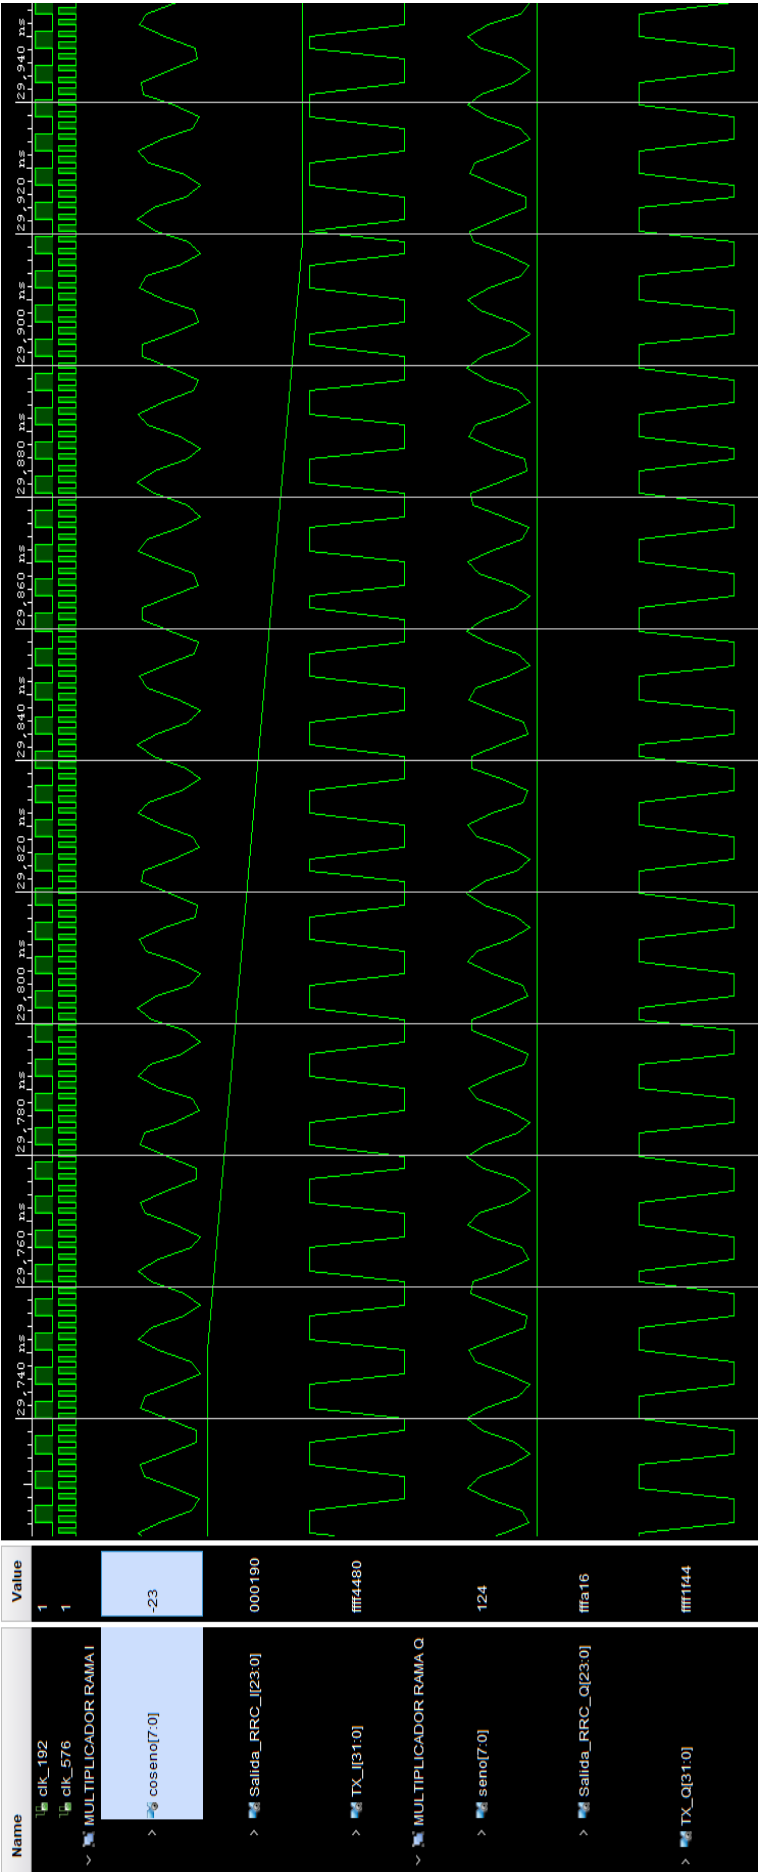 Name
Value
29,740 ns
29,760 ns
29,780 ns
29,800 ns
29,820 ns
29,840 ns
29,860 ns
29,880 ns
29,900 ns
29,920 ns
29,940 ns
clk_192
1
clk_576
1
MULTIPLICADOR RAMA I
coseno[7:0]
-23
Salida_RRC_I[23:0]
000190
TX_I[31:0]
ffff4480
MULTIPLICADOR RAMA Q
seno[7:0]
124
Salida_RRC_Q[23:0]
fffa16
TX_Q[31:0]
ffff1f44